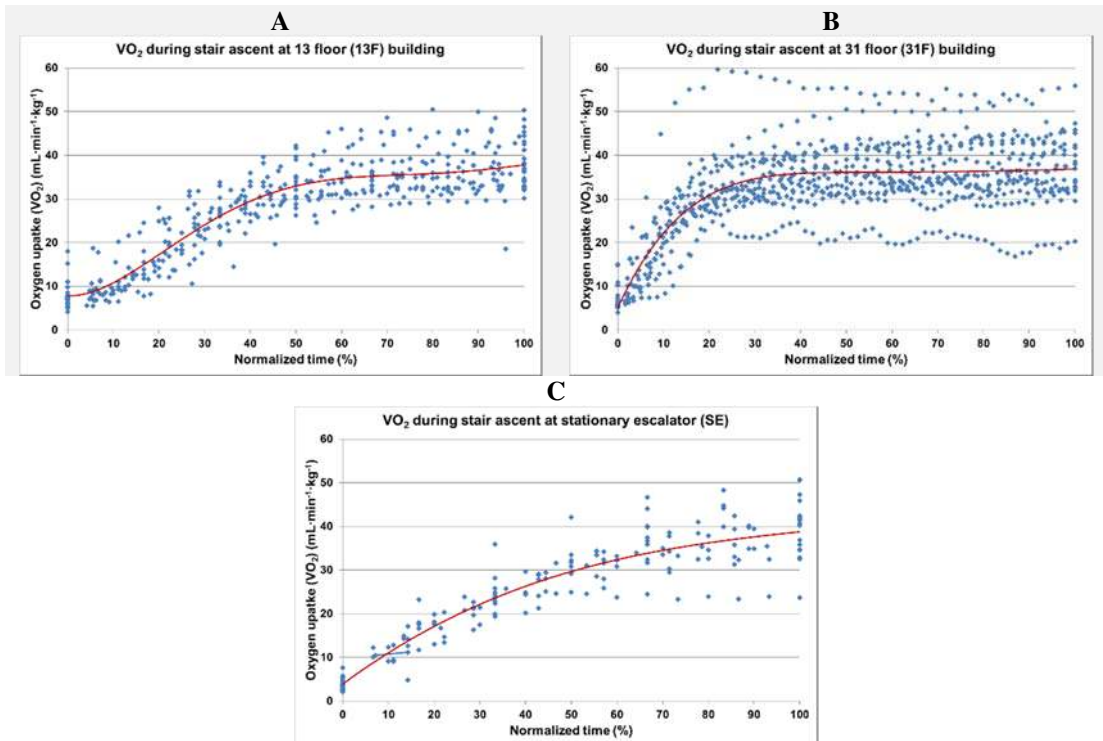 A
VO₂ during stair ascent at 13 floor (13F) building
Oxygen upatke (VO₂) (mL·min⁻¹·kg⁻¹)
60
50
40
30
20
10
0
0 10 20 30 40 50 60 70 80 90 100
Normalized time (%)
B
VO₂ during stair ascent at 31 floor (31F) building
Oxygen upatke (VO₂) (mL·min⁻¹·kg⁻¹)
60
50
40
30
20
10
0
0 10 20 30 40 50 60 70 80 90 100
Normalized time (%)
C
VO₂ during stair ascent at stationary escalator (SE)
Oxygen upatke (VO₂) (mL·min⁻¹·kg⁻¹)
60
50
40
30
20
10
0
0 10 20 30 40 50 60 70 80 90 100
Normalized time (%)